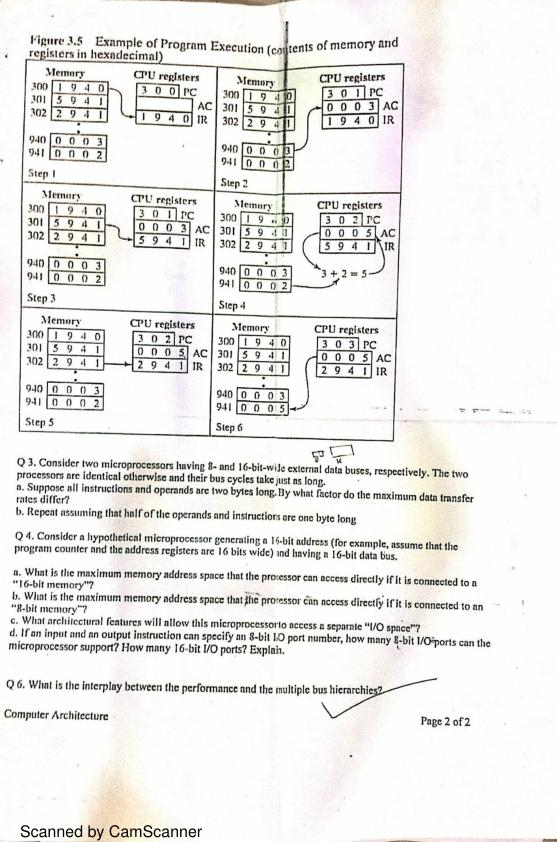 Figure 3.5 Example of Program Execution (contents of memory and
registers in hexadecimal)
Memory CPU registers
300 1 9 4 0 3 0 0 PC
301 5 9 4 1 AC
302 2 9 4 1 1 9 4 0 IR
940 0 0 0 3
941 0 0 0 2
Step 1
Memory CPU registers
300 1 9 4 0 3 0 1 PC
301 5 9 4 1 0 0 0 3 AC
302 2 9 4 1 1 9 4 0 IR
940 0 0 0 3
941 0 0 0 2
Step 2
Memory CPU registers
300 1 9 4 0 3 0 1 PC
301 5 9 4 1 0 0 0 3 AC
302 2 9 4 1 5 9 4 1 IR
940 0 0 0 3
941 0 0 0 2
Step 3
Memory CPU registers
300 1 9 4 0 3 0 2 PC
301 5 9 4 1 0 0 0 5 AC
302 2 9 4 1 5 9 4 1 IR
940 0 0 0 3 3 + 2 = 5
941 0 0 0 2
Step 4
Memory CPU registers
300 1 9 4 0 3 0 2 PC
301 5 9 4 1 0 0 0 5 AC
302 2 9 4 1 2 9 4 1 IR
940 0 0 0 3
941 0 0 0 2
Step 5
Memory CPU registers
300 1 9 4 0 3 0 3 PC
301 5 9 4 1 0 0 0 5 AC
302 2 9 4 1 2 9 4 1 IR
940 0 0 0 3
941 0 0 0 5
Step 6
Q 3. Consider two microprocessors having 8- and 16-bit-wide external data buses, respectively. The two
processors are identical otherwise and their bus cycles take just as long.
a. Suppose all instructions and operands are two bytes long. By what factor do the maximum data transfer
rates differ?
b. Repeat assuming that half of the operands and instructions are one byte long
Q 4. Consider a hypothetical microprocessor generating a 16-bit address (for example, assume that the
program counter and the address registers are 16 bits wide) and having a 16-bit data bus.
a. What is the maximum memory address space that the processor can access directly if it is connected to a
"16-bit memory"?
b. What is the maximum memory address space that the processor can access directly if it is connected to an
"8-bit memory"?
c. What architectural features will allow this microprocessor to access a separate "I/O space"?
d. If an input and an output instruction can specify an 8-bit I/O port number, how many 8-bit I/O ports can the
microprocessor support? How many 16-bit I/O ports? Explain.
Q 6. What is the interplay between the performance and the multiple bus hierarchies?
Computer Architecture Page 2 of 2
Scanned by CamScanner